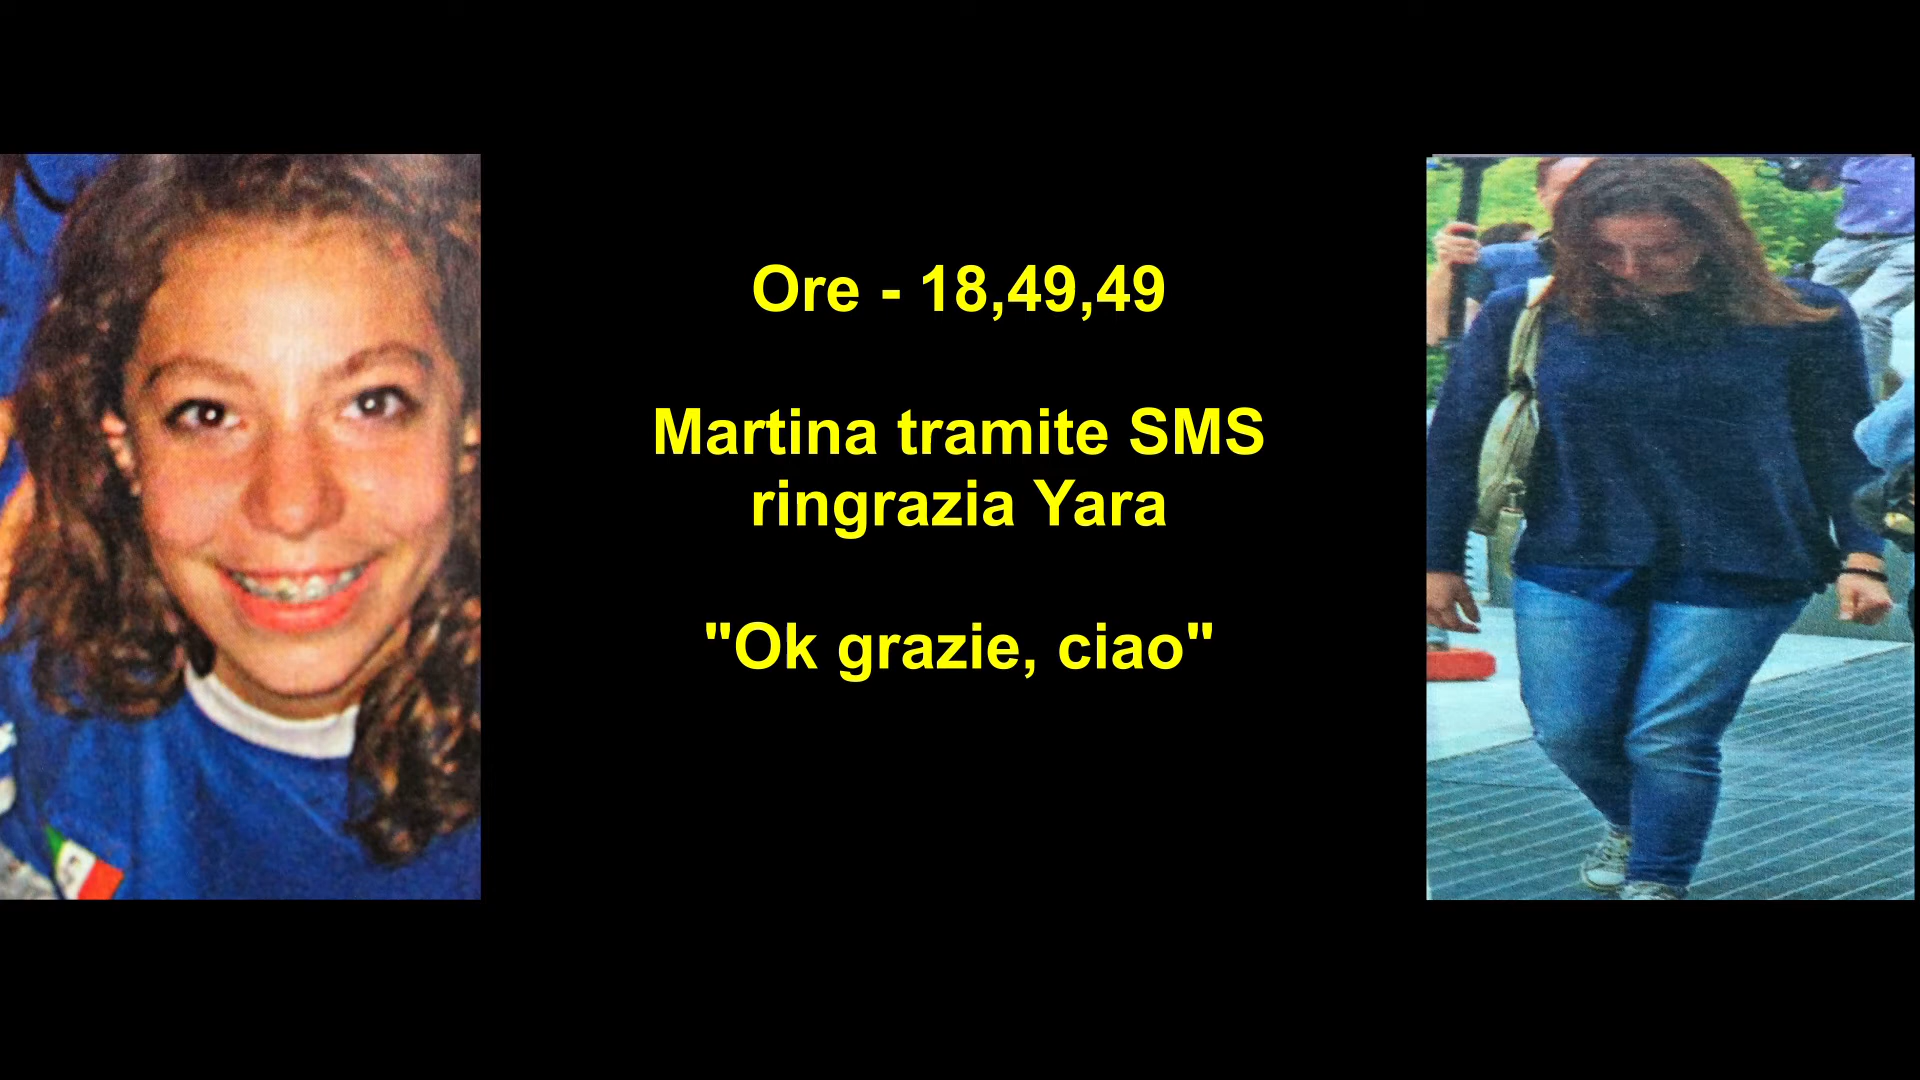 Ore - 18,49,49
Martina tramite SMS
ringrazia Yara
"Ok grazie, ciao"